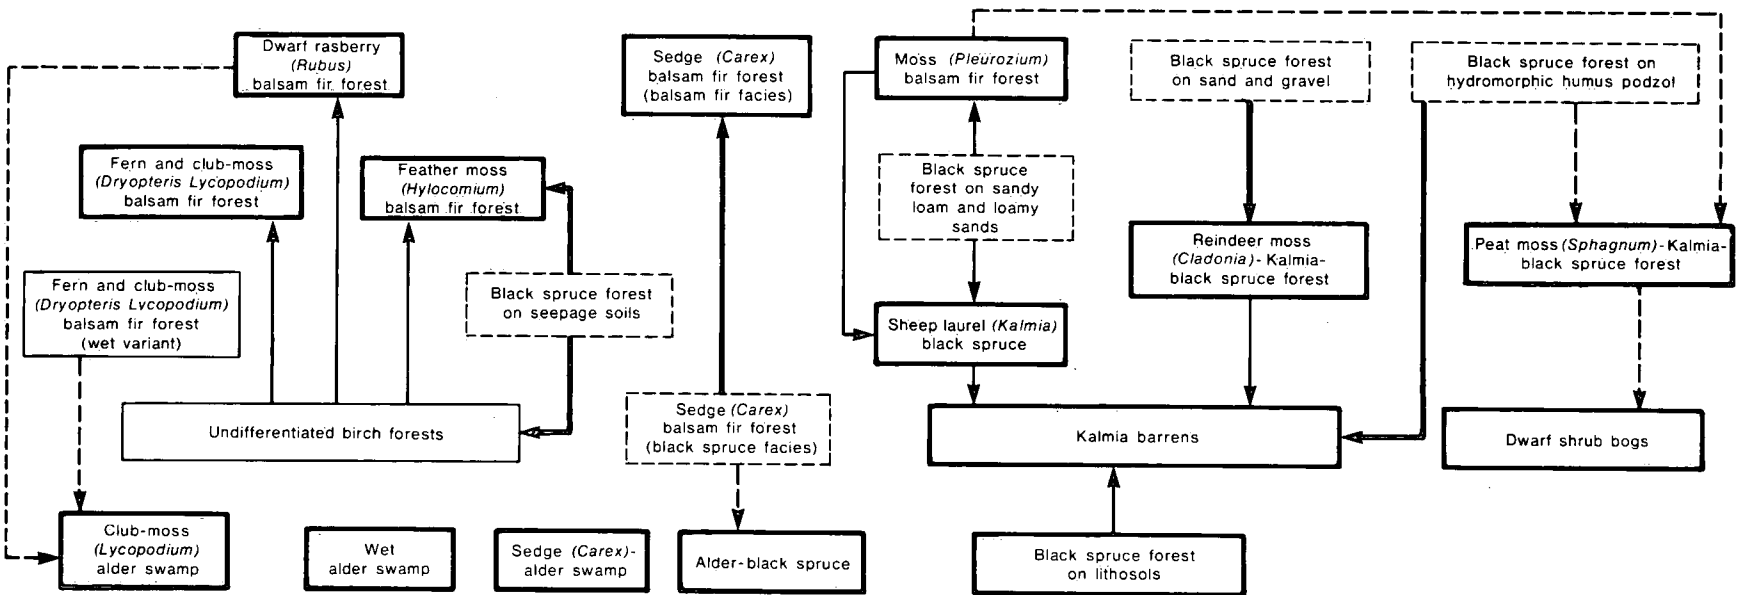 Dwarf rasberry
(Rubus)
balsam fir forest
Sedge (Carex)
balsam fir forest
(balsam fir facies)
Moss (Pleurozium)
balsam fir forest
Black spruce forest
on sand and gravel
Black spruce forest on
hydromorphic humus podzol
Fern and club-moss
(Dryopteris Lycopodium)
balsam fir forest
Feather moss
(Hylocomium)
balsam fir forest
Black spruce
forest on sandy
loam and loamy
sands
Reindeer moss
(Cladonia)-Kalmia-
black spruce forest
Peat moss (Sphagnum)-Kalmia-
black spruce forest
Fern and club-moss
(Dryopteris Lycopodium)
balsam fir forest
(wet variant)
Black spruce forest
on seepage soils
Sheep laurel (Kalmia)
black spruce
Undifferentiated birch forests
Sedge (Carex)
balsam fir forest
(black spruce facies)
Kalmia barrens
Dwarf shrub bogs
Club-moss
(Lycopodium)
alder swamp
Wet
alder swamp
Sedge (Carex)-
alder swamp
Alder-black spruce
Black spruce forest
on lithosols